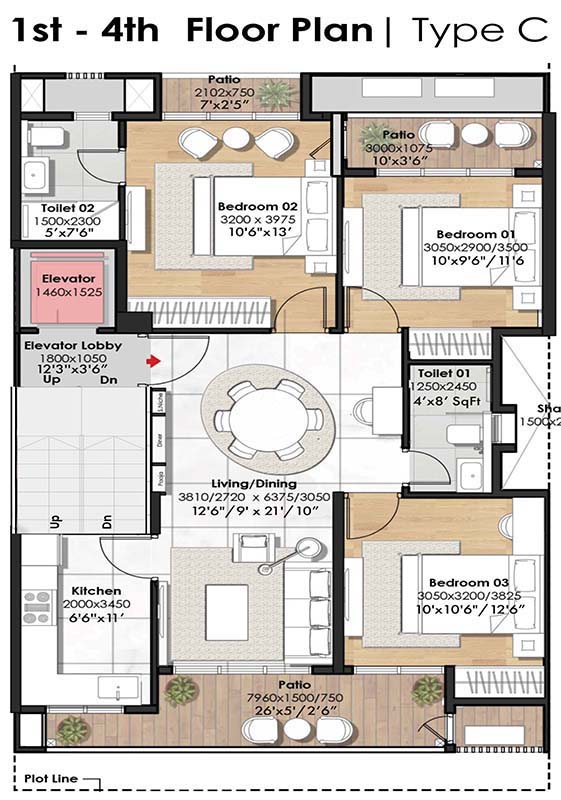 1st - 4th Floor Plan | Type C
Patio
2102x750
7'x2'5"
Patio
3000x1075
10'x3'6"
Toilet 02
1500x2300
5'x7'6"
Bedroom 02
3200 x 3975
10'6"x13'
Bedroom 01
3050x2900/3500
10'x9'6"/11'6
Elevator
1460x1525
Elevator Lobby
1800x1050
12'3"x3'6"
Up Dn
Toilet 01
1250x2450
4'x8' SqFt
S.Niche
Diner
Pooja
Living/Dining
3810/2720 x 6375/3050
12'6"/9' x 21'/10"
Up
Dn
Kitchen
2000x3450
6'6"x11'
Bedroom 03
3050x3200/3825
10'x10'6"/12'6"
Patio
7960x1500/750
26'x5'/2'6"
Plot Line